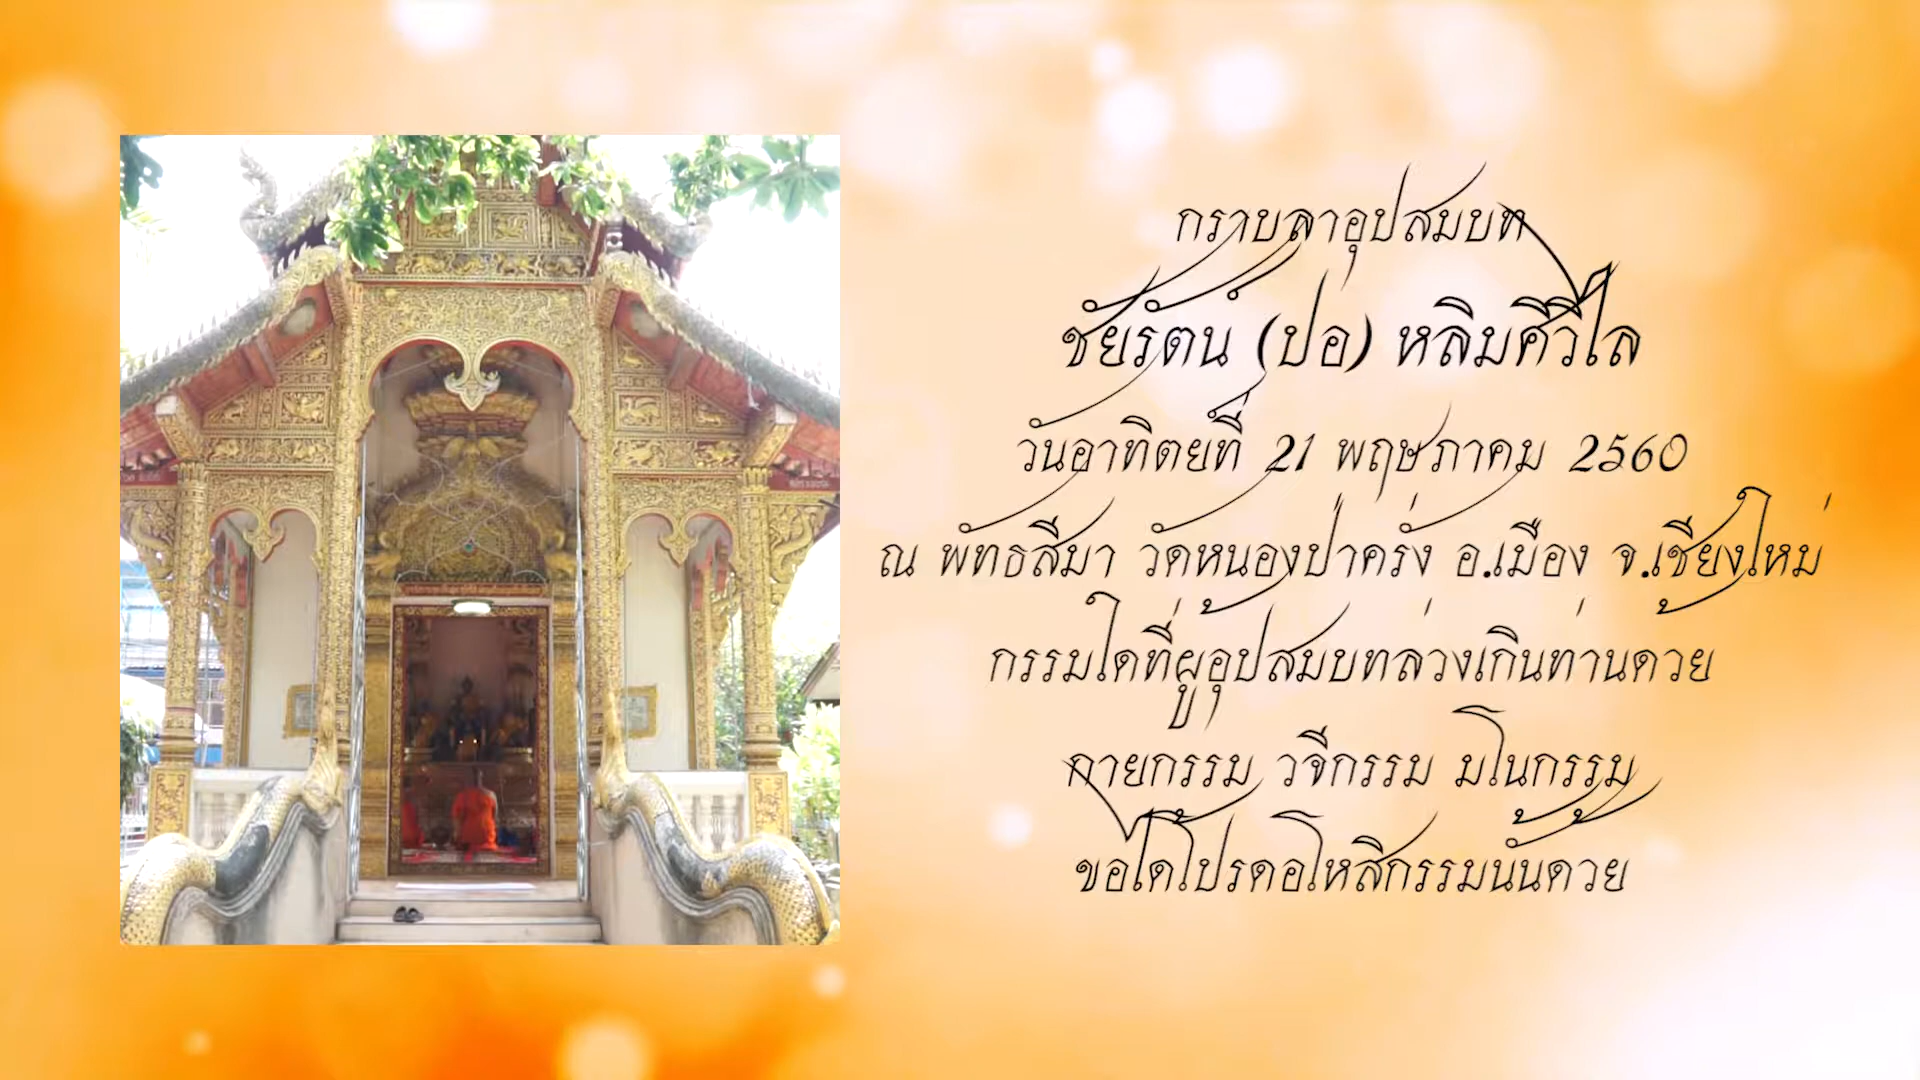 กราบลาอุปสมบท
ชัยรัตน์ (ปอ) หลิมศิวิไล
วันอาทิตย์ที่ 21 พฤษภาคม 2560
ณ พัทธสีมา วัดหนองป่าครั่ง อ.เมือง จ.เชียงใหม่
กรรมใดที่ผู้อุปสมบทล่วงเกินท่านด้วย
กายกรรม วจีกรรม มโนกรรม
ขอได้โปรดอโหสิกรรมนั้นด้วย